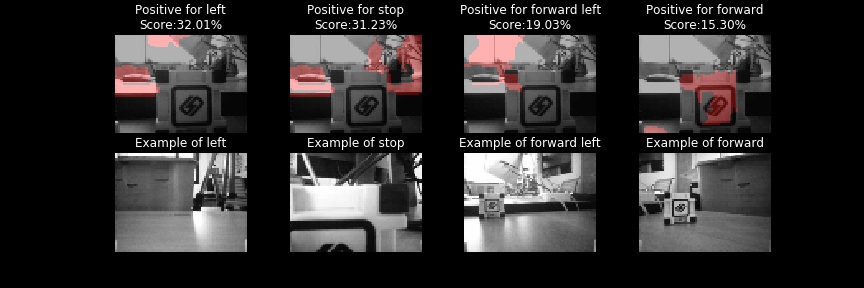 Positive for left
Score:32.01%
Positive for stop
Score:31.23%
Positive for forward left
Score:19.03%
Positive for forward
Score:15.30%
Example of left
Example of stop
Example of forward left
Example of forward